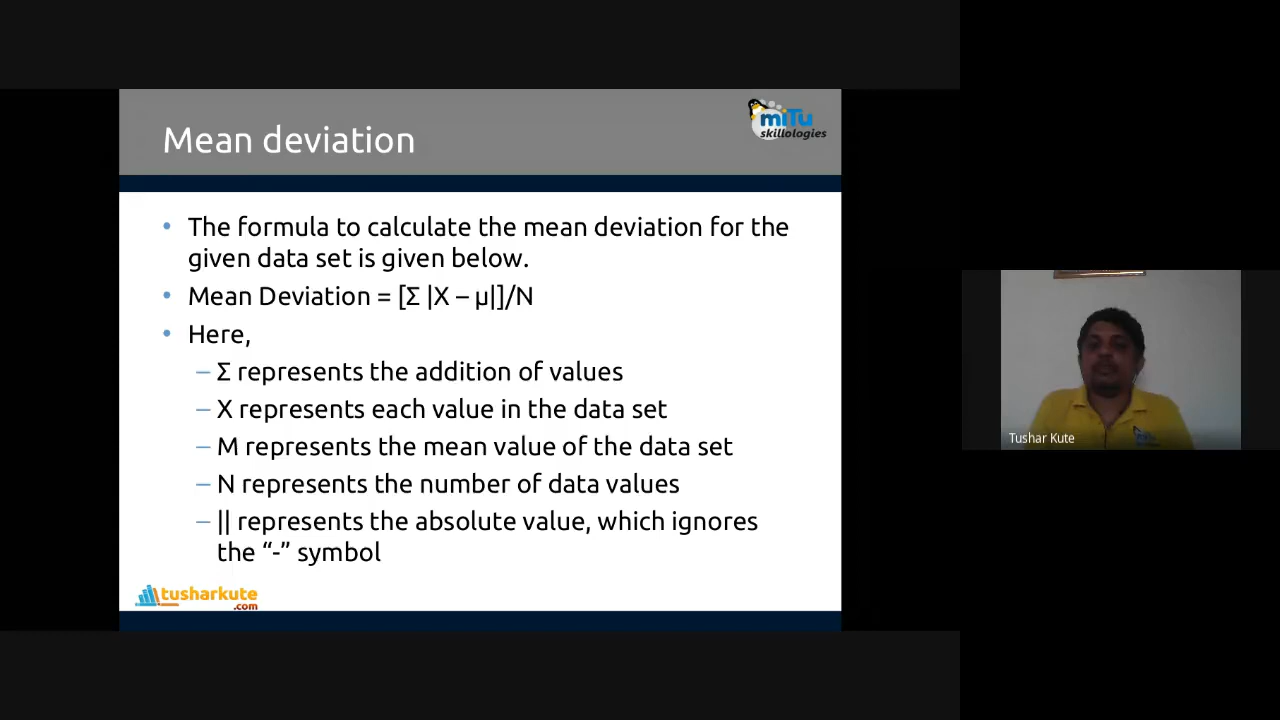 Mean deviation
miTu
skillologies
• The formula to calculate the mean deviation for the
given data set is given below.
• Mean Deviation = [Σ |X – µ|]/N
• Here,
– Σ represents the addition of values
– X represents each value in the data set
– M represents the mean value of the data set
– N represents the number of data values
– || represents the absolute value, which ignores
the “-” symbol
tusharkute
.com
Tushar Kute